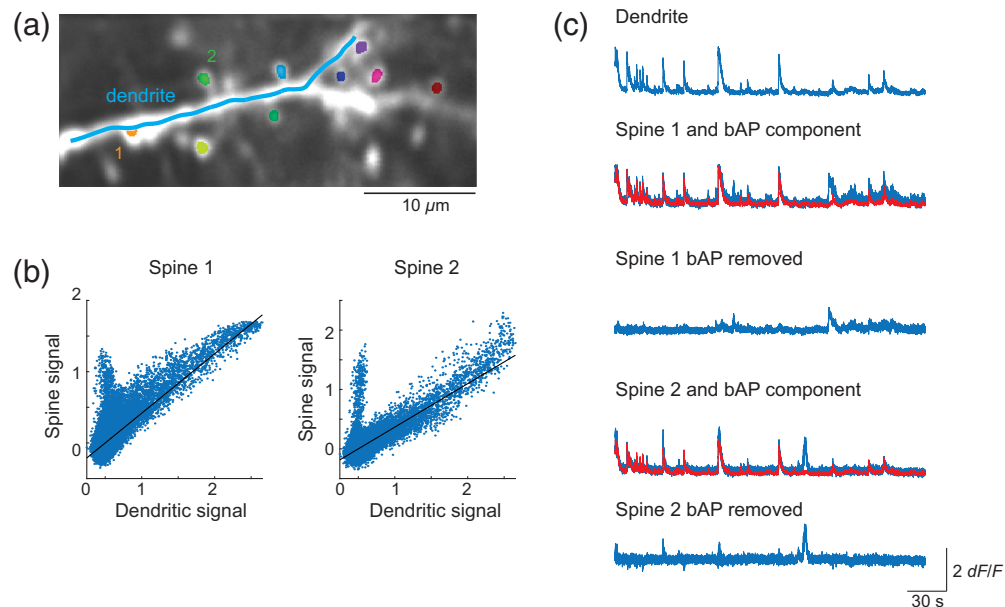 (a)
2
dendrite
1
10 µm
(b)
Spine 1
Spine 2
Spine signal
2
1
0
0
1
2
Dendritic signal
Spine signal
2
1
0
0
1
2
Dendritic signal
(c)
Dendrite
Spine 1 and bAP component
Spine 1 bAP removed
Spine 2 and bAP component
Spine 2 bAP removed
2 dF/F
30 s